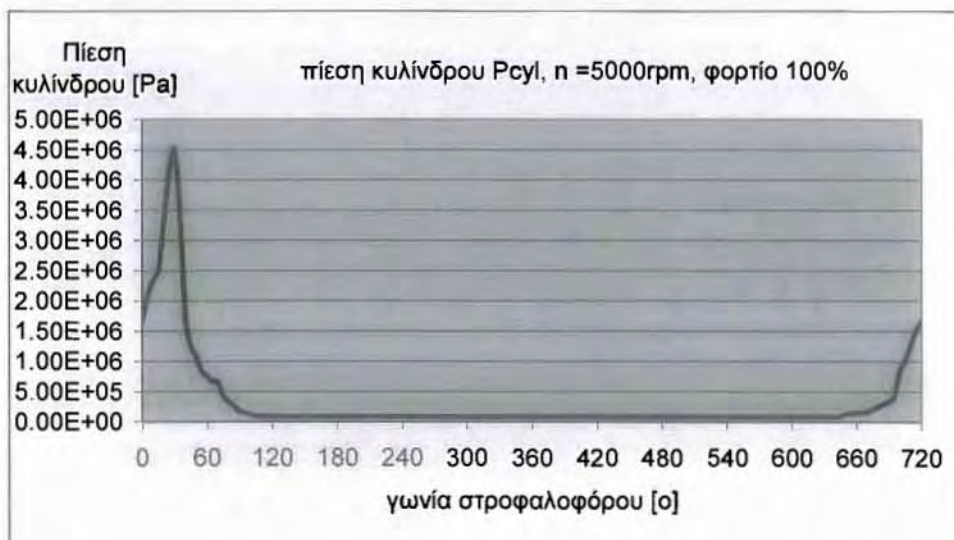 Πίεση
κυλίνδρου [Pa]
πίεση κυλίνδρου Pcyl, n =5000rpm, φορτίο 100%
5.00E+06
4.50E+06
4.00E+06
3.50E+06
3.00E+06
2.50E+06
2.00E+06
1.50E+06
1.00E+06
5.00E+05
0.00E+00
0 60 120 180 240 300 360 420 480 540 600 660 720
γωνία στροφαλοφόρου [ο]